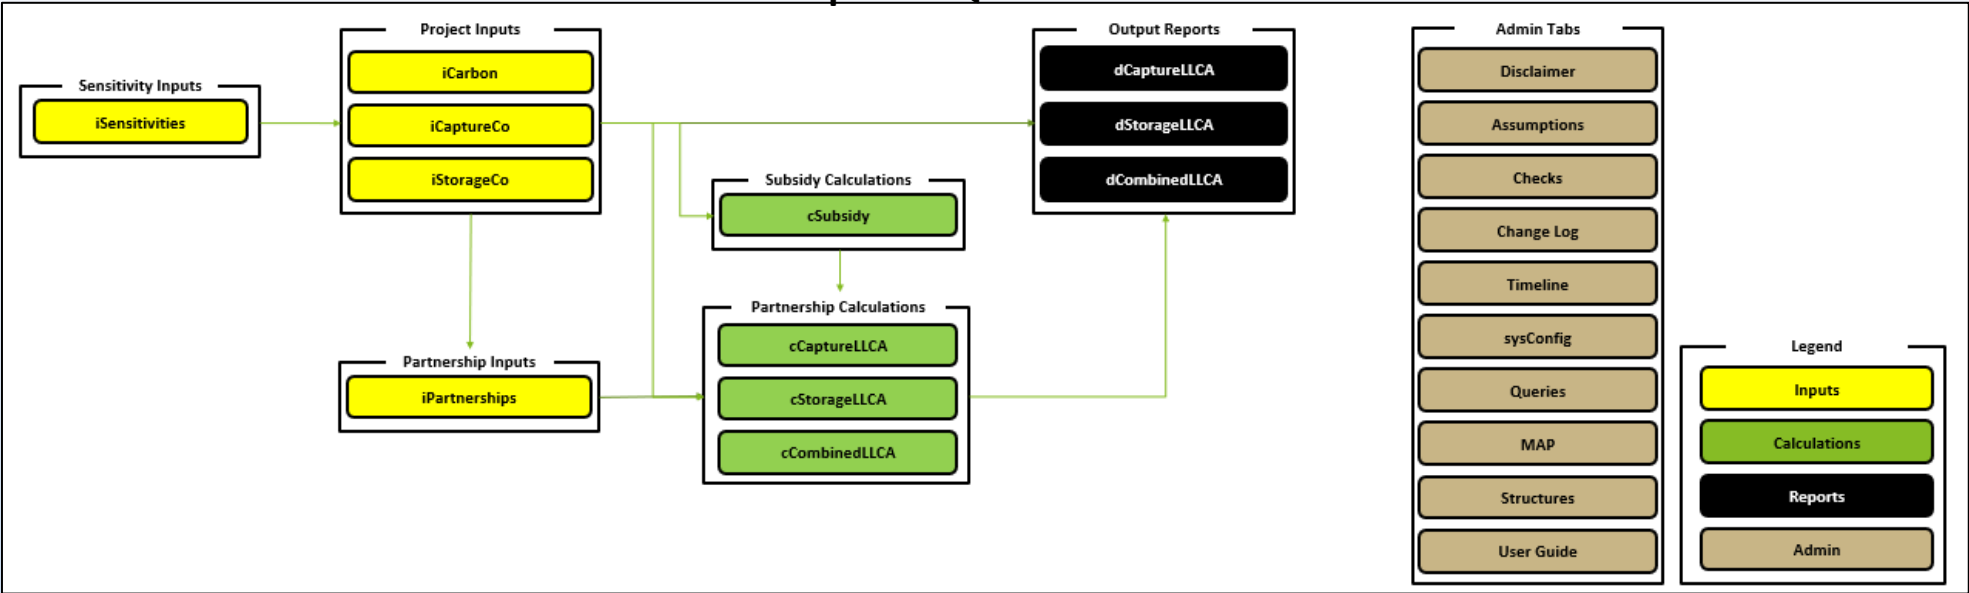 Sensitivity Inputs
iSensitivities
Project Inputs
iCarbon
iCaptureCo
iStorageCo
Partnership Inputs
iPartnerships
Subsidy Calculations
cSubsidy
Partnership Calculations
cCaptureLLCA
cStorageLLCA
cCombinedLLCA
Output Reports
dCaptureLLCA
dStorageLLCA
dCombinedLLCA
Admin Tabs
Disclaimer
Assumptions
Checks
Change Log
Timeline
sysConfig
Queries
MAP
Structures
User Guide
Legend
Inputs
Calculations
Reports
Admin